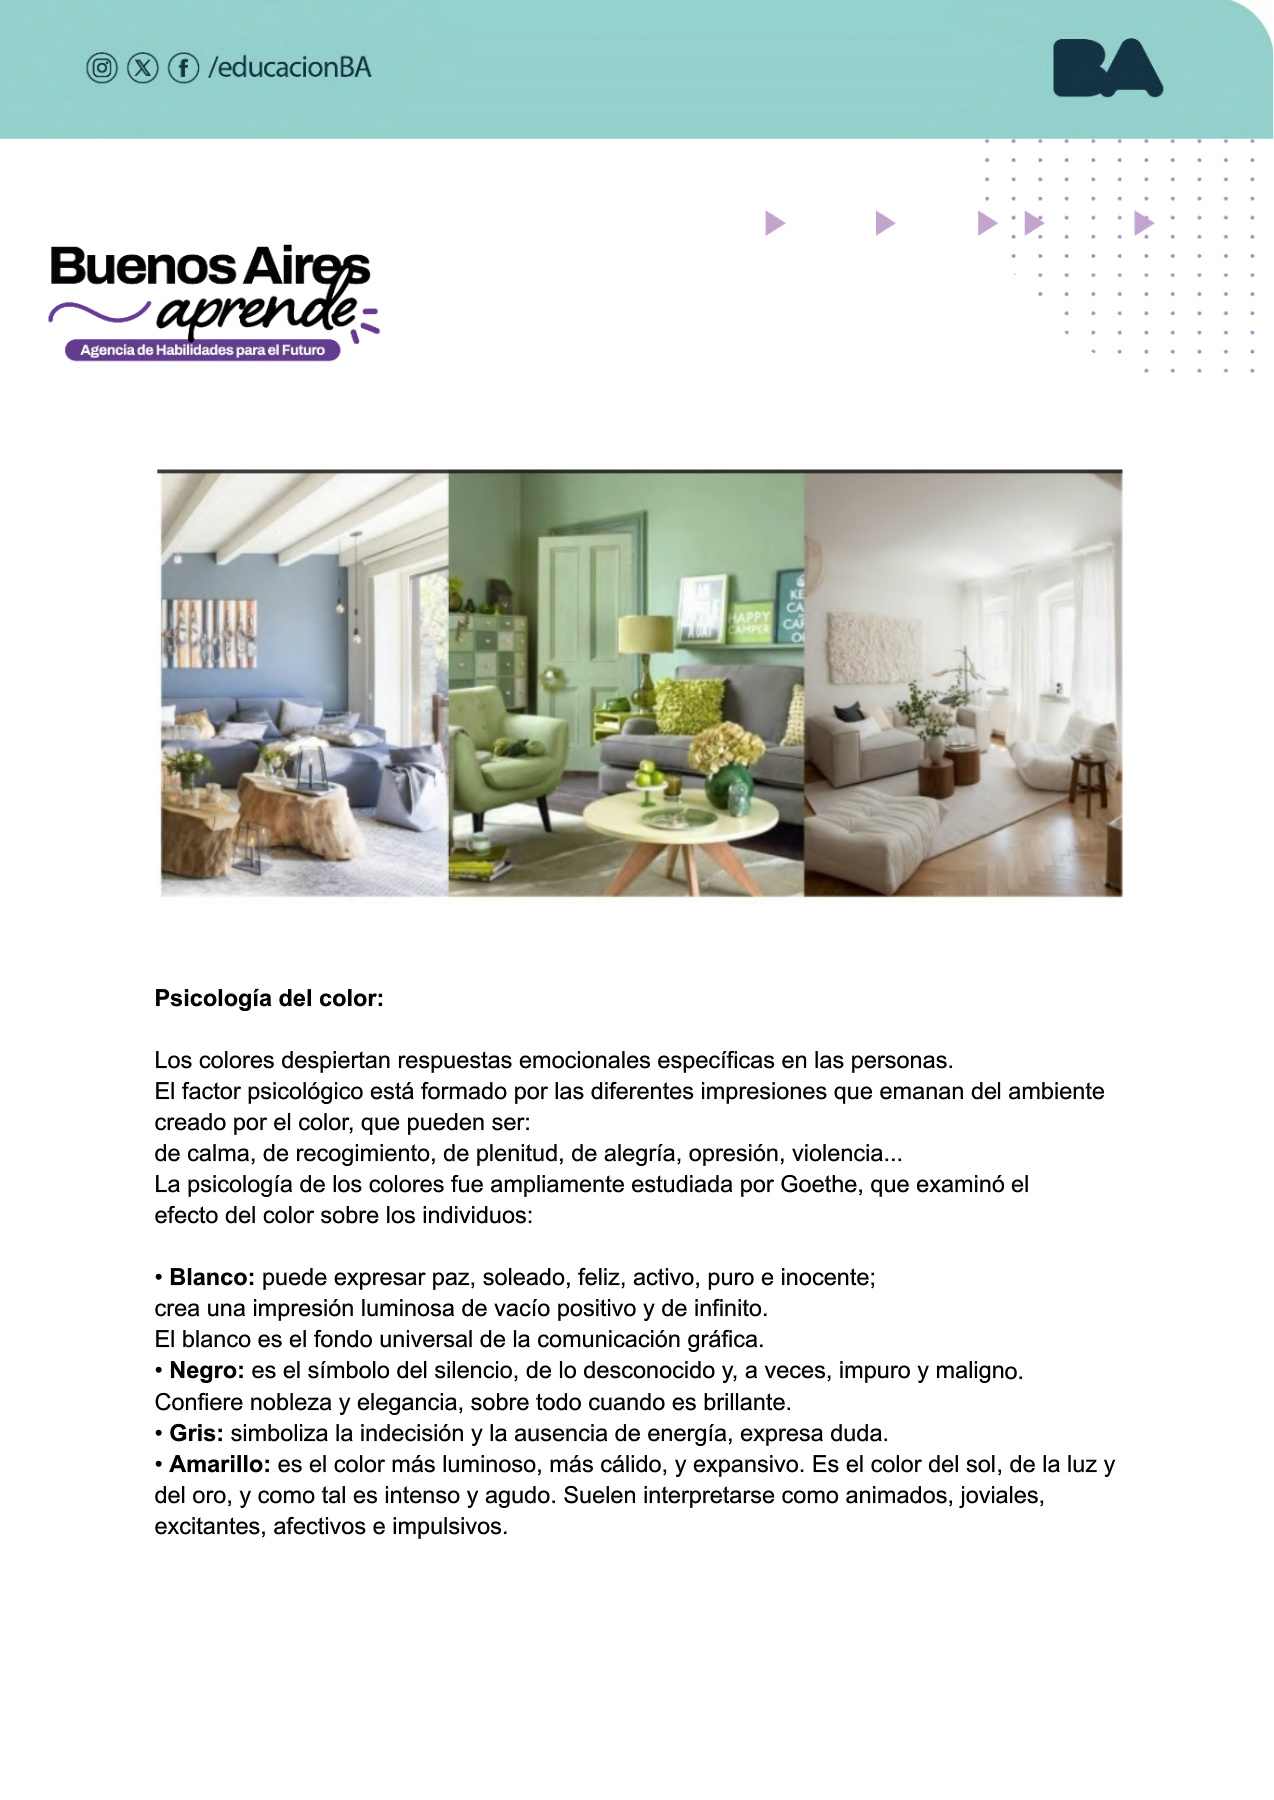 /educacionBA
BA
Buenos Aires
aprende
Agencia de Habilidades para el Futuro
HAPPY
CAMPER
KE
CA
CAR
O
Psicología del color:
Los colores despiertan respuestas emocionales específicas en las personas.
El factor psicológico está formado por las diferentes impresiones que emanan del ambiente
creado por el color, que pueden ser:
de calma, de recogimiento, de plenitud, de alegría, opresión, violencia...
La psicología de los colores fue ampliamente estudiada por Goethe, que examinó el
efecto del color sobre los individuos:
• Blanco: puede expresar paz, soleado, feliz, activo, puro e inocente;
crea una impresión luminosa de vacío positivo y de infinito.
El blanco es el fondo universal de la comunicación gráfica.
• Negro: es el símbolo del silencio, de lo desconocido y, a veces, impuro y maligno.
Confiere nobleza y elegancia, sobre todo cuando es brillante.
• Gris: simboliza la indecisión y la ausencia de energía, expresa duda.
• Amarillo: es el color más luminoso, más cálido, y expansivo. Es el color del sol, de la luz y
del oro, y como tal es intenso y agudo. Suelen interpretarse como animados, joviales,
excitantes, afectivos e impulsivos.